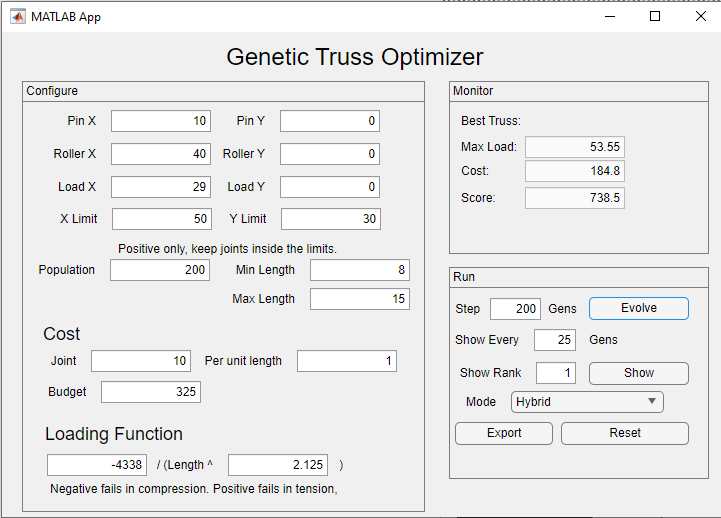 MATLAB App
Genetic Truss Optimizer
Configure
Pin X 10 Pin Y 0
Roller X 40 Roller Y 0
Load X 29 Load Y 0
X Limit 50 Y Limit 30
Positive only, keep joints inside the limits.
Population 200 Min Length 8
Max Length 15
Cost
Joint 10 Per unit length 1
Budget 325
Loading Function
-4338 / (Length ^ 2.125 )
Negative fails in compression. Positive fails in tension,
Monitor
Best Truss:
Max Load: 53.55
Cost: 184.8
Score: 738.5
Run
Step 200 Gens Evolve
Show Every 25 Gens
Show Rank 1 Show
Mode Hybrid
Export Reset